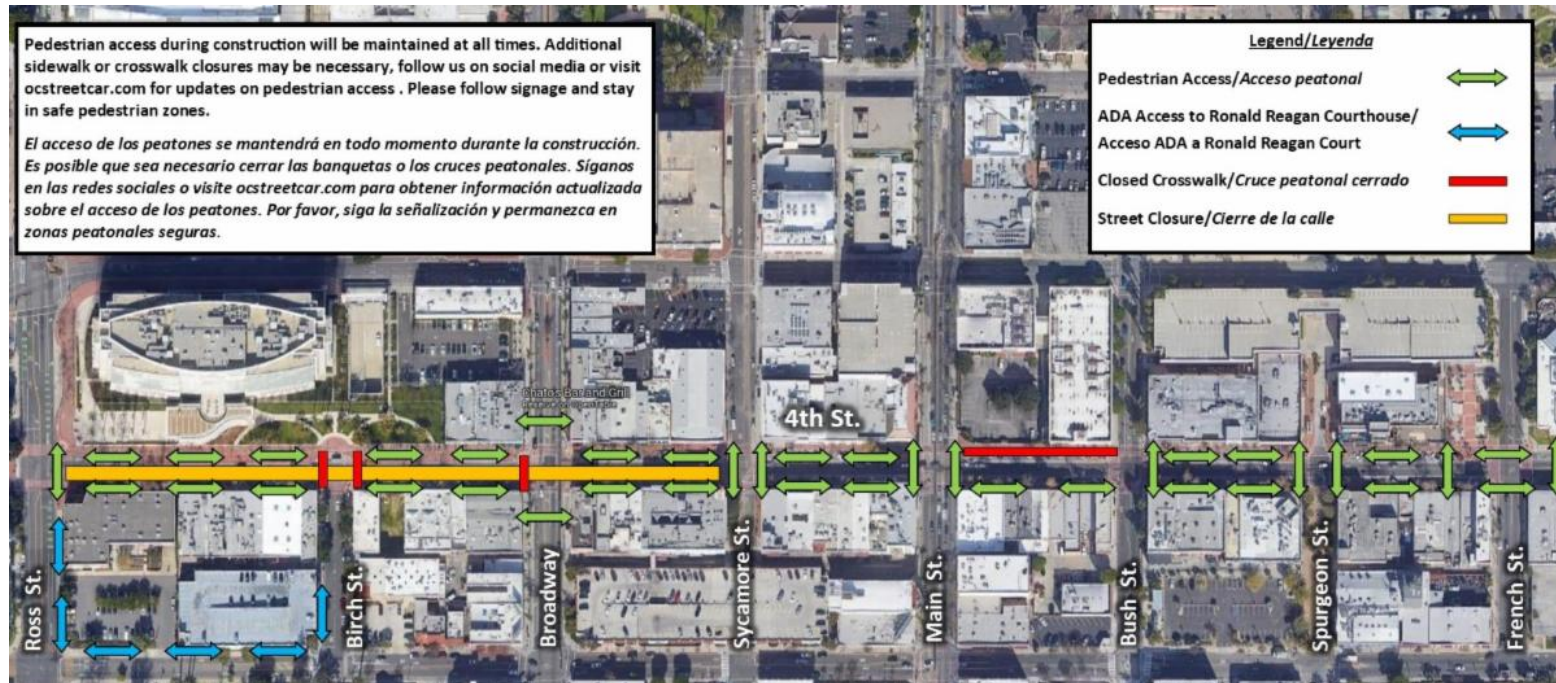 Pedestrian access during construction will be maintained at all times. Additional
sidewalk or crosswalk closures may be necessary, follow us on social media or visit
ocstreetcar.com for updates on pedestrian access . Please follow signage and stay
in safe pedestrian zones.
El acceso de los peatones se mantendrá en todo momento durante la construcción.
Es posible que sea necesario cerrar las banquetas o los cruces peatonales. Síganos
en las redes sociales o visite ocstreetcar.com para obtener información actualizada
sobre el acceso de los peatones. Por favor, siga la señalización y permanezca en
zonas peatonales seguras.
Legend/Leyenda
Pedestrian Access/Acceso peatonal
ADA Access to Ronald Reagan Courthouse/
Acceso ADA a Ronald Reagan Court
Closed Crosswalk/Cruce peatonal cerrado
Street Closure/Cierre de la calle
Chatos Bar and Grill
4th St.
Ross St.
Birch St.
Broadway
Sycamore St.
Main St.
Bush St.
Spurgeon St.
French St.